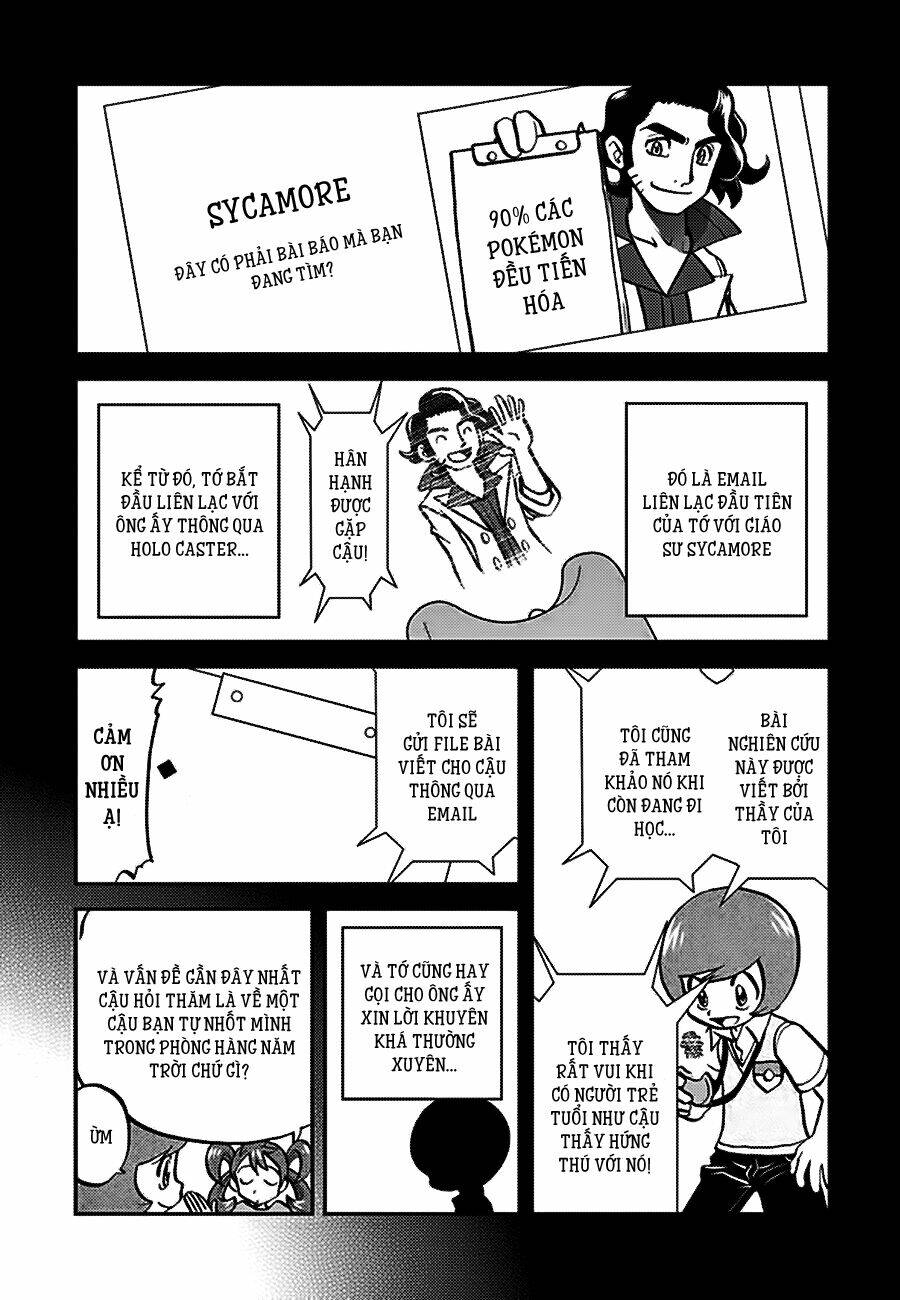 SYCAMORE
ĐÂY CÓ PHẢI BÀI BÁO MÀ BẠN
ĐANG TÌM?
90% CÁC
POKÉMON
ĐỀU TIẾN
HÓA
ĐÓ LÀ EMAIL
LIÊN LẠC ĐẦU TIÊN
CỦA TỚ VỚI GIÁO
SƯ SYCAMORE
HÂN
HẠNH
ĐƯỢC
GẶP
CẬU!
KỂ TỪ ĐÓ, TỚ BẮT
ĐẦU LIÊN LẠC VỚI
ÔNG ẤY THÔNG QUA
HOLO CASTER...
BÀI
NGHIÊN CỨU
NÀY ĐƯỢC
VIẾT BỞI
THẦY CỦA
TÔI
TÔI CŨNG
ĐÃ THAM
KHẢO NÓ KHI
CÒN ĐANG ĐI
HỌC...
TÔI THẤY
RẤT VUI KHI
CÓ NGƯỜI TRẺ
TUỔI NHƯ CẬU
THẤY HỨNG
THÚ VỚI NÓ!
TÔI SẼ
GỬI FILE BÀI
VIẾT CHO CẬU
THÔNG QUA
EMAIL
CẢM
ƠN
NHIỀU
Ạ!
VÀ TỚ CŨNG HAY
GỌI CHO ÔNG ẤY
XIN LỜI KHUYÊN
KHÁ THƯỜNG
XUYÊN...
VÀ VẤN ĐỀ GẦN ĐÂY NHẤT
CẬU HỎI THĂM LÀ VỀ MỘT
CẬU BẠN TỰ NHỐT MÌNH
TRONG PHÒNG HÀNG NĂM
TRỜI CHỨ GÌ?
ỪM